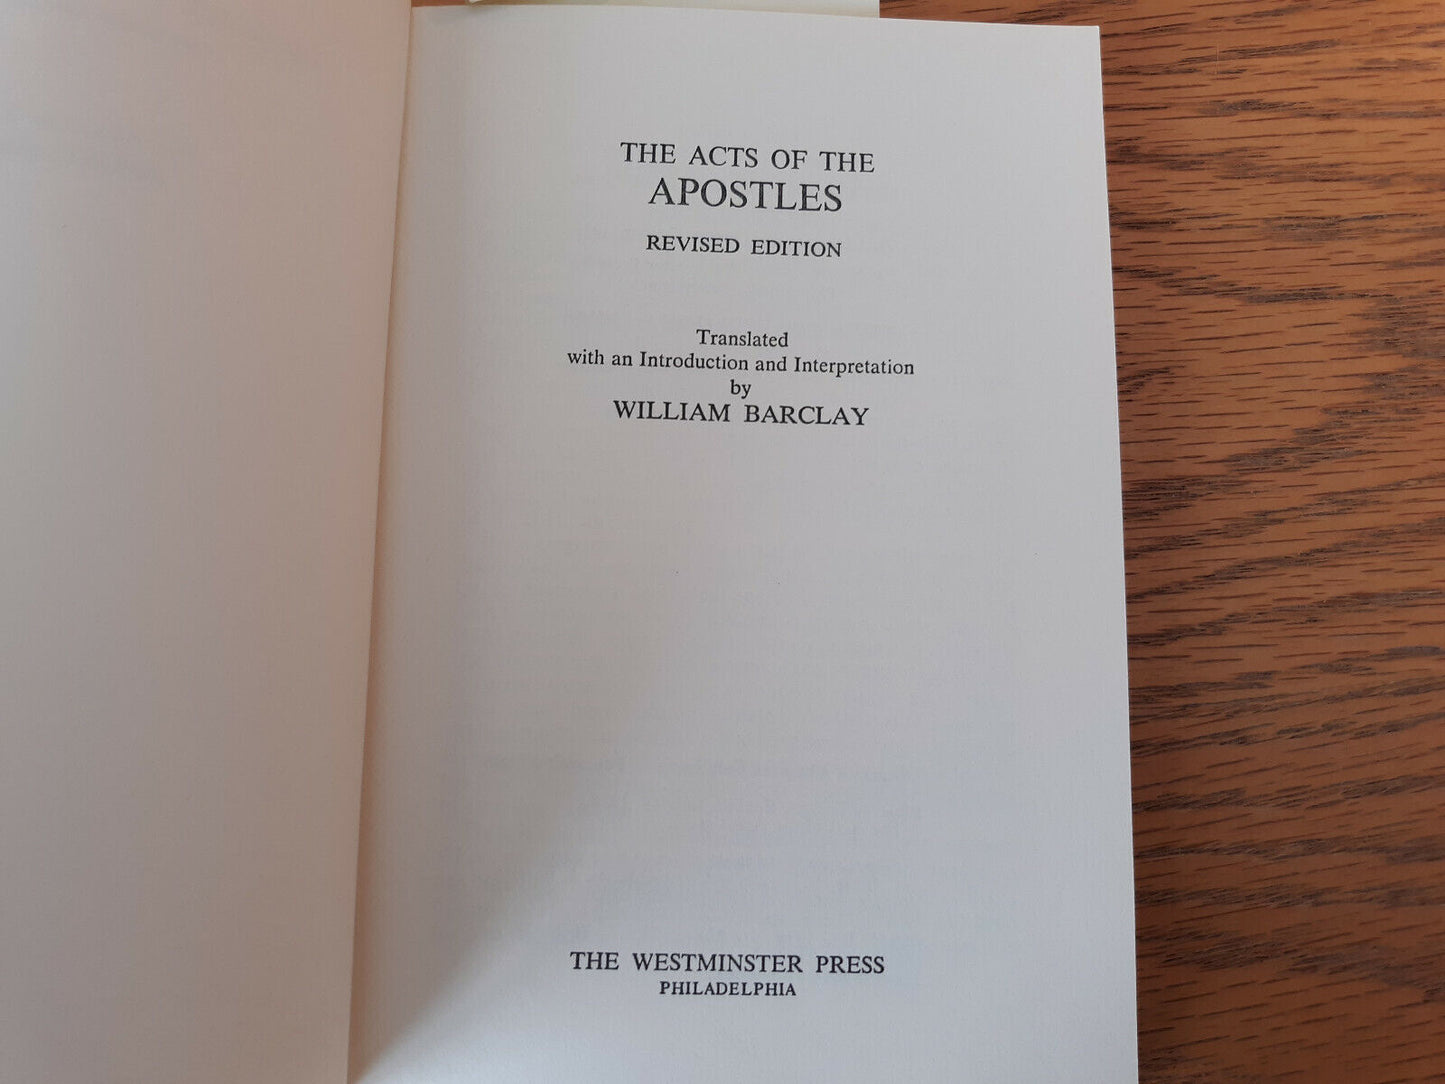 THE ACTS OF THE
APOSTLES
REVISED EDITION
Translated
with an Introduction and Interpretation
by
WILLIAM BARCLAY
THE WESTMINSTER PRESS
PHILADELPHIA